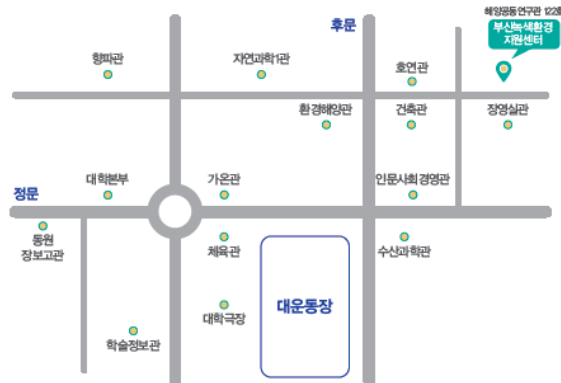 해양공동연구관 122호
부산녹색환경
지원센터
후문
향파관
자연과학1관
호연관
환경해양관
건축관
장영실관
정문
대학본부
가온관
인문사회경영관
동원
장보고관
체육관
수산과학관
대운동장
대학극장
학술정보관